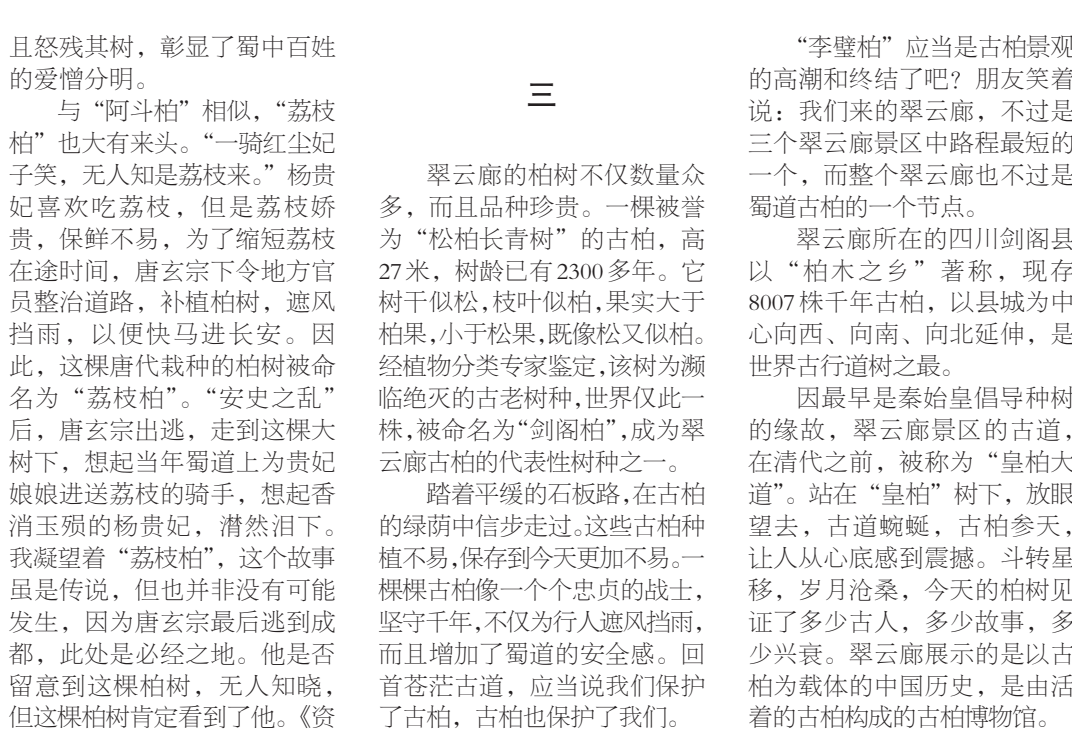 且怒残其树，彰显了蜀中百姓
的爱憎分明。
与“阿斗柏”相似，“荔枝
柏”也大有来头。“一骑红尘妃
子笑，无人知是荔枝来。”杨贵
妃喜欢吃荔枝，但是荔枝娇
贵，保鲜不易，为了缩短荔枝
在途时间，唐玄宗下令地方官
员整治道路，补植柏树，遮风
挡雨，以便快马进长安。因
此，这棵唐代栽种的柏树被命
名为“荔枝柏”。“安史之乱”
后，唐玄宗出逃，走到这棵大
树下，想起当年蜀道上为贵妃
娘娘进送荔枝的骑手，想起香
消玉殒的杨贵妃，潸然泪下。
我凝望着“荔枝柏”，这个故事
虽是传说，但也并非没有可能
发生，因为唐玄宗最后逃到成
都，此处是必经之地。他是否
留意到这棵柏树，无人知晓，
但这棵柏树肯定看到了他。《资
三
翠云廊的柏树不仅数量众
多，而且品种珍贵。一棵被誉
为“松柏长青树”的古柏，高
27米，树龄已有2300多年。它
树干似松，枝叶似柏，果实大于
柏果，小于松果，既像松又似柏。
经植物分类专家鉴定，该树为濒
临绝灭的古老树种，世界仅此一
株，被命名为“剑阁柏”，成为翠
云廊古柏的代表性树种之一。
踏着平缓的石板路，在古柏
的绿荫中信步走过。这些古柏种
植不易，保存到今天更加不易。一
棵棵古柏像一个个忠贞的战士，
坚守千年，不仅为行人遮风挡雨，
而且增加了蜀道的安全感。回
首苍茫古道，应当说我们保护
了古柏，古柏也保护了我们。
“李璧柏”应当是古柏景观
的高潮和终结了吧？朋友笑着
说：我们来的翠云廊，不过是
三个翠云廊景区中路程最短的
一个，而整个翠云廊也不过是
蜀道古柏的一个节点。
翠云廊所在的四川剑阁县
以“柏木之乡”著称，现存
8007株千年古柏，以县城为中
心向西、向南、向北延伸，是
世界古行道树之最。
因最早是秦始皇倡导种树
的缘故，翠云廊景区的古道，
在清代之前，被称为“皇柏大
道”。站在“皇柏”树下，放眼
望去，古道蜿蜒，古柏参天，
让人从心底感到震撼。斗转星
移，岁月沧桑，今天的柏树见
证了多少古人，多少故事，多
少兴衰。翠云廊展示的是以古
柏为载体的中国历史，是由活
着的古柏构成的古柏博物馆。